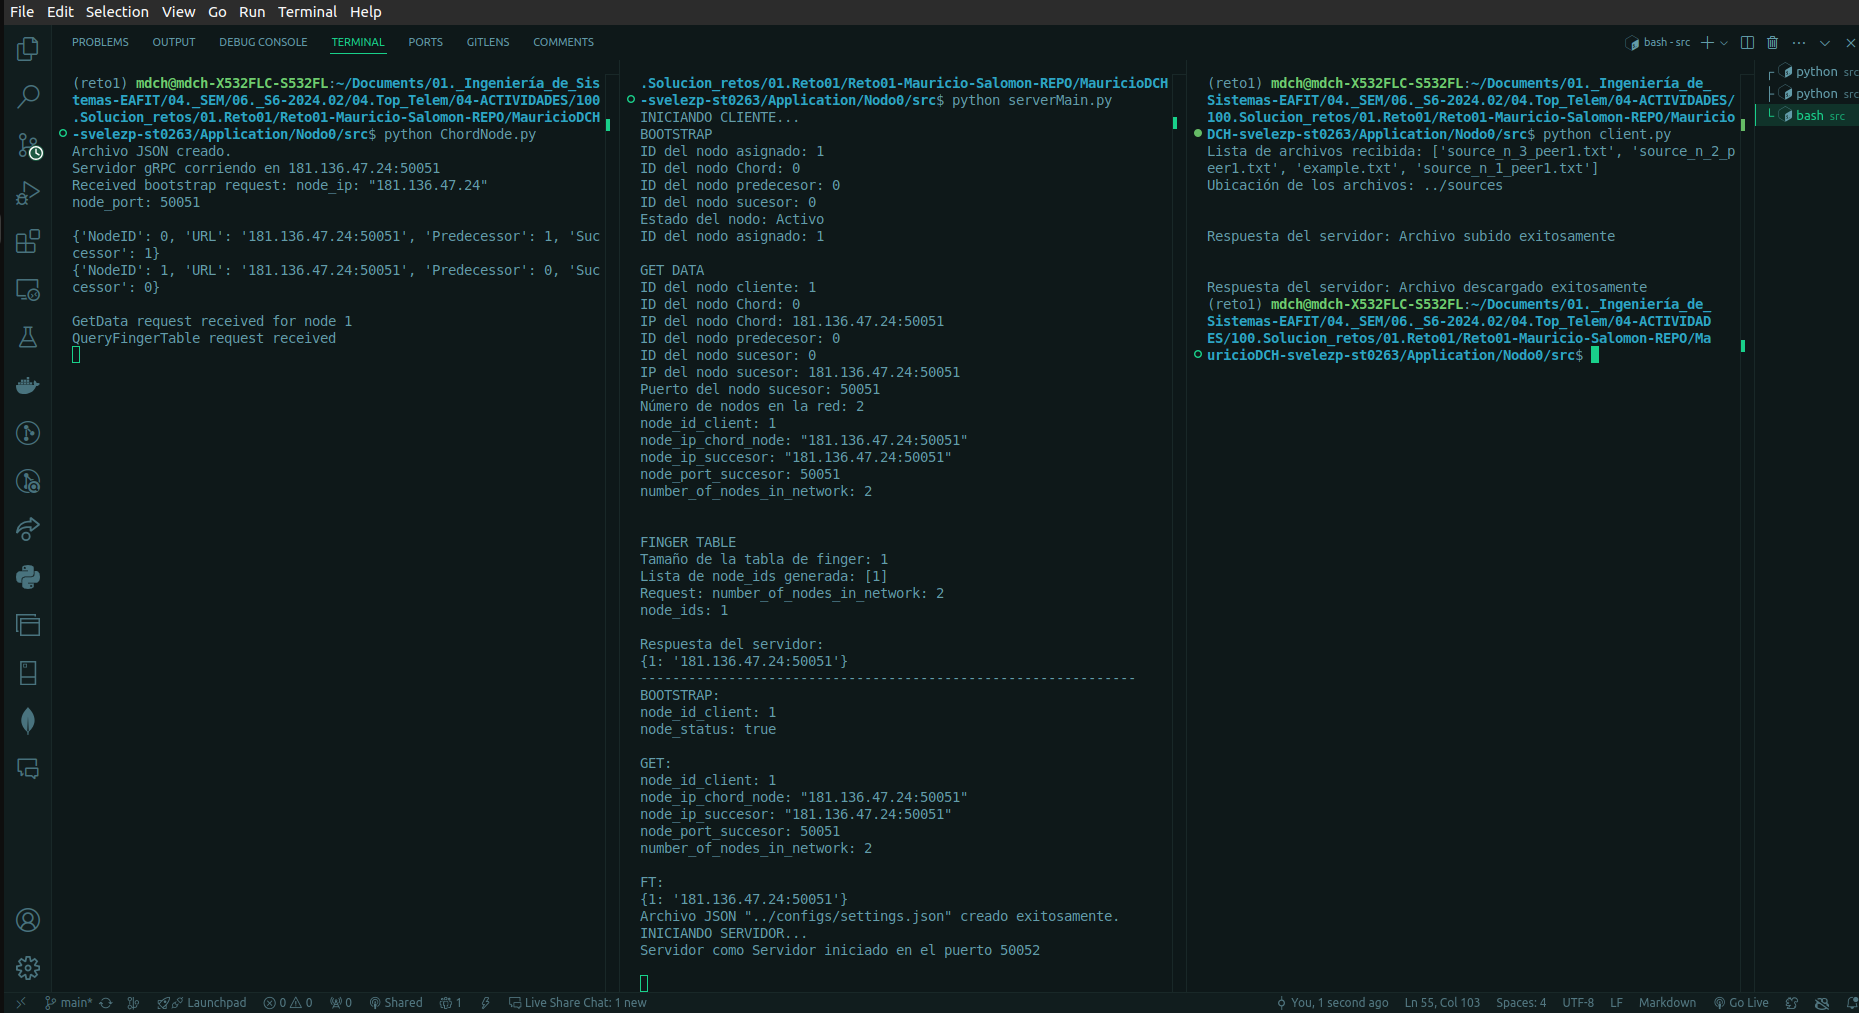 File Edit Selection View Go Run Terminal Help
PROBLEMS OUTPUT DEBUG CONSOLE TERMINAL PORTS GITLENS COMMENTS
bash - src
(reto1) mdch@mdch-X532FLC-S532FL:~/Documents/01._Ingeniería_de_Sis
temas-EAFIT/04._SEM/06._S6-2024.02/04.Top_Telem/04-ACTIVIDADES/100
.Solucion_retos/01.Reto01/Reto01-Mauricio-Salomon-REPO/MauricioDCH
-svelezp-st0263/Application/Nodo0/src$ python ChordNode.py
Archivo JSON creado.
Servidor gRPC corriendo en 181.136.47.24:50051
Received bootstrap request: node_ip: "181.136.47.24"
node_port: 50051
{'NodeID': 0, 'URL': '181.136.47.24:50051', 'Predecessor': 1, 'Suc
cessor': 1}
{'NodeID': 1, 'URL': '181.136.47.24:50051', 'Predecessor': 0, 'Suc
cessor': 0}
GetData request received for node 1
QueryFingerTable request received
.Solucion_retos/01.Reto01/Reto01-Mauricio-Salomon-REPO/MauricioDCH
-svelezp-st0263/Application/Nodo0/src$ python serverMain.py
INICIANDO CLIENTE...
BOOTSTRAP
ID del nodo asignado: 1
ID del nodo Chord: 0
ID del nodo predecesor: 0
ID del nodo sucesor: 0
Estado del nodo: Activo
ID del nodo asignado: 1
GET DATA
ID del nodo cliente: 1
ID del nodo Chord: 0
IP del nodo Chord: 181.136.47.24:50051
ID del nodo predecesor: 0
ID del nodo sucesor: 0
IP del nodo sucesor: 181.136.47.24:50051
Puerto del nodo sucesor: 50051
Número de nodos en la red: 2
node_id_client: 1
node_ip_chord_node: "181.136.47.24:50051"
node_ip_succesor: "181.136.47.24:50051"
node_port_succesor: 50051
number_of_nodes_in_network: 2
FINGER TABLE
Tamaño de la tabla de finger: 1
Lista de node_ids generada: [1]
Request: number_of_nodes_in_network: 2
node_ids: 1
Respuesta del servidor:
{1: '181.136.47.24:50051'}
--------------------------------------------------------------
BOOTSTRAP:
node_id_client: 1
node_status: true
GET:
node_id_client: 1
node_ip_chord_node: "181.136.47.24:50051"
node_ip_succesor: "181.136.47.24:50051"
node_port_succesor: 50051
number_of_nodes_in_network: 2
FT:
{1: '181.136.47.24:50051'}
Archivo JSON "../configs/settings.json" creado exitosamente.
INICIANDO SERVIDOR...
Servidor como Servidor iniciado en el puerto 50052
(reto1) mdch@mdch-X532FLC-S532FL:~/Documents/01._Ingeniería_de_
Sistemas-EAFIT/04._SEM/06._S6-2024.02/04.Top_Telem/04-ACTIVIDADES/
100.Solucion_retos/01.Reto01/Reto01-Mauricio-Salomon-REPO/Mauricio
DCH-svelezp-st0263/Application/Nodo0/src$ python client.py
Lista de archivos recibida: ['source_n_3_peer1.txt', 'source_n_2_p
eer1.txt', 'example.txt', 'source_n_1_peer1.txt']
Ubicación de los archivos: ../sources
Respuesta del servidor: Archivo subido exitosamente
Respuesta del servidor: Archivo descargado exitosamente
(reto1) mdch@mdch-X532FLC-S532FL:~/Documents/01._Ingeniería_de_
Sistemas-EAFIT/04._SEM/06._S6-2024.02/04.Top_Telem/04-ACTIVIDAD
ES/100.Solucion_retos/01.Reto01/Reto01-Mauricio-Salomon-REPO/Ma
uricioDCH-svelezp-st0263/Application/Nodo0/src$
python src
python src
bash src
main* Launchpad 0 0 0 Shared 1 Live Share Chat: 1 new You, 1 second ago Ln 55, Col 103 Spaces: 4 UTF-8 LF Markdown Go Live